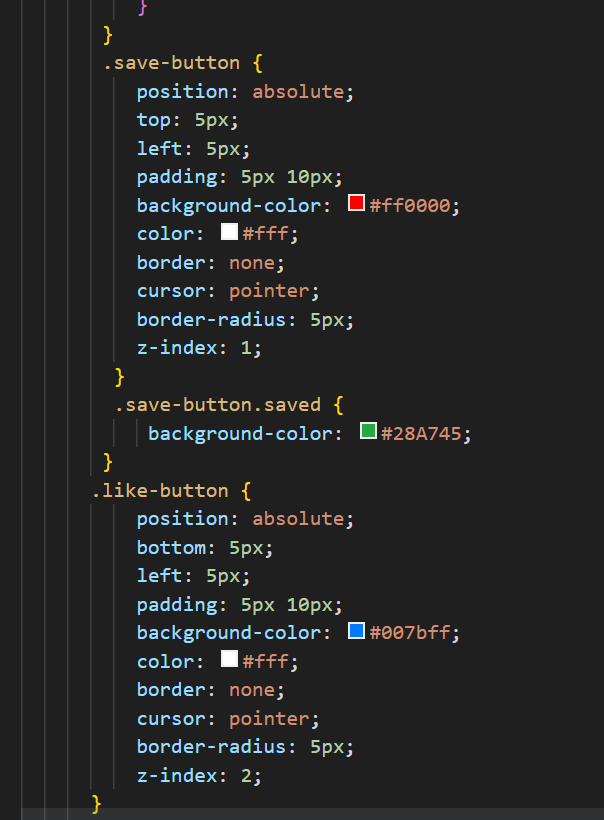 }
}
.save-button {
position: absolute;
top: 5px;
left: 5px;
padding: 5px 10px;
background-color: #ff0000;
color: #fff;
border: none;
cursor: pointer;
border-radius: 5px;
z-index: 1;
}
.save-button.saved {
background-color: #28A745;
}
.like-button {
position: absolute;
bottom: 5px;
left: 5px;
padding: 5px 10px;
background-color: #007bff;
color: #fff;
border: none;
cursor: pointer;
border-radius: 5px;
z-index: 2;
}